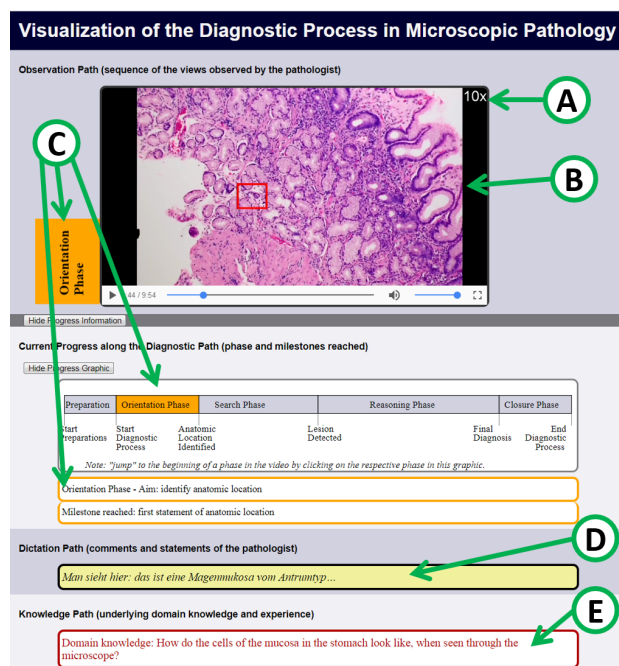 Visualization of the Diagnostic Process in Microscopic Pathology
Observation Path (sequence of the views observed by the pathologist)
10x
A
C
B
Orientation
Phase
44 / 9:54
Hide Progress Information
Current Progress along the Diagnostic Path (phase and milestones reached)
Hide Progress Graphic
Preparation Orientation Phase Search Phase Reasoning Phase Closure Phase
Start Start Anatomic Lesion Final End
Preparations Diagnostic Location Detected Diagnosis Diagnostic
Process Identified Process
Note: "jump" to the beginning of a phase in the video by clicking on the respective phase in this graphic.
Orientation Phase - Aim: identify anatomic location
Milestone reached: first statement of anatomic location
D
Dictation Path (comments and statements of the pathologist)
Man sieht hier: das ist eine Magenmukosa vom Antrumtyp…
E
Knowledge Path (underlying domain knowledge and experience)
Domain knowledge: How do the cells of the mucosa in the stomach look like, when seen through the
microscope?